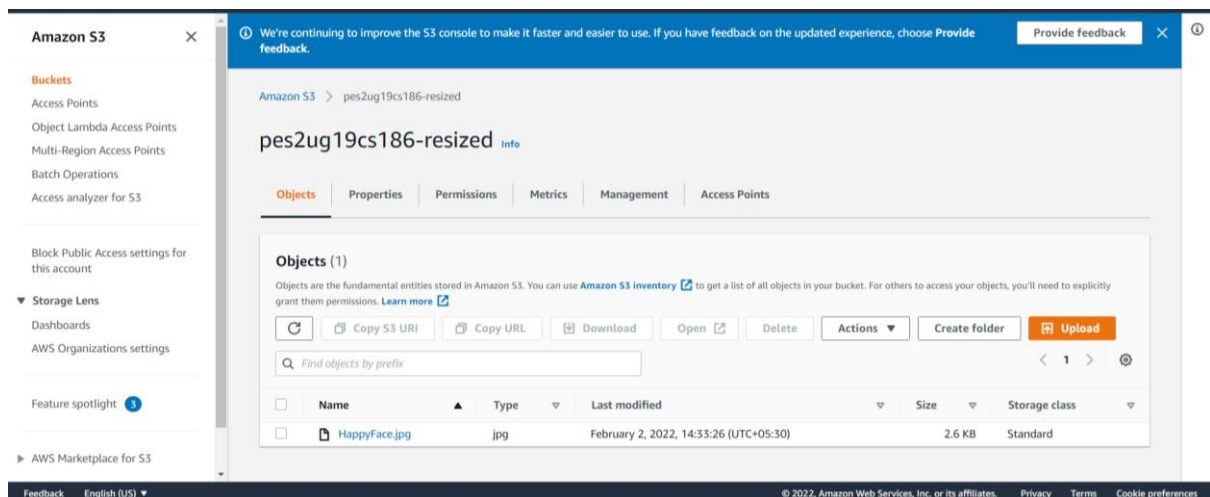 Amazon S3
We're continuing to improve the S3 console to make it faster and easier to use. If you have feedback on the updated experience, choose Provide
feedback.
Provide feedback
Buckets
Access Points
Object Lambda Access Points
Multi-Region Access Points
Batch Operations
Access analyzer for S3
Block Public Access settings for
this account
Storage Lens
Dashboards
AWS Organizations settings
Feature spotlight 3
AWS Marketplace for S3
Amazon S3 > pes2ug19cs186-resized
pes2ug19cs186-resized Info
Objects Properties Permissions Metrics Management Access Points
Objects (1)
Objects are the fundamental entities stored in Amazon S3. You can use Amazon S3 inventory to get a list of all objects in your bucket. For others to access your objects, you'll need to explicitly
grant them permissions. Learn more
Copy S3 URI Copy URL Download Open Delete Actions Create folder Upload
Find objects by prefix
1
Name Type Last modified Size Storage class
HappyFace.jpg jpg February 2, 2022, 14:33:26 (UTC+05:30) 2.6 KB Standard
Feedback English (US) © 2022, Amazon Web Services, Inc. or its affiliates. Privacy Terms Cookie preferences